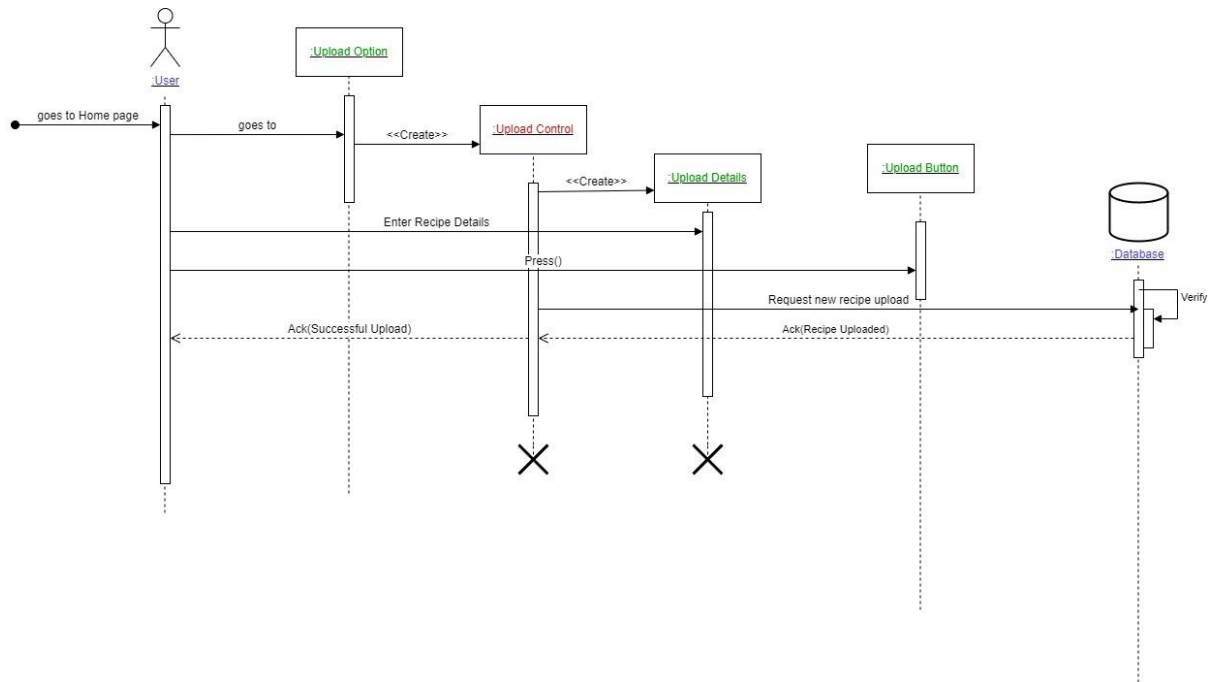 :Upload Option
:User
goes to Home page
goes to
<<Create>>
:Upload Control
:Upload Button
<<Create>>
:Upload Details
Enter Recipe Details
:Database
Press()
Request new recipe upload
Verify
Ack(Successful Upload)
Ack(Recipe Uploaded)